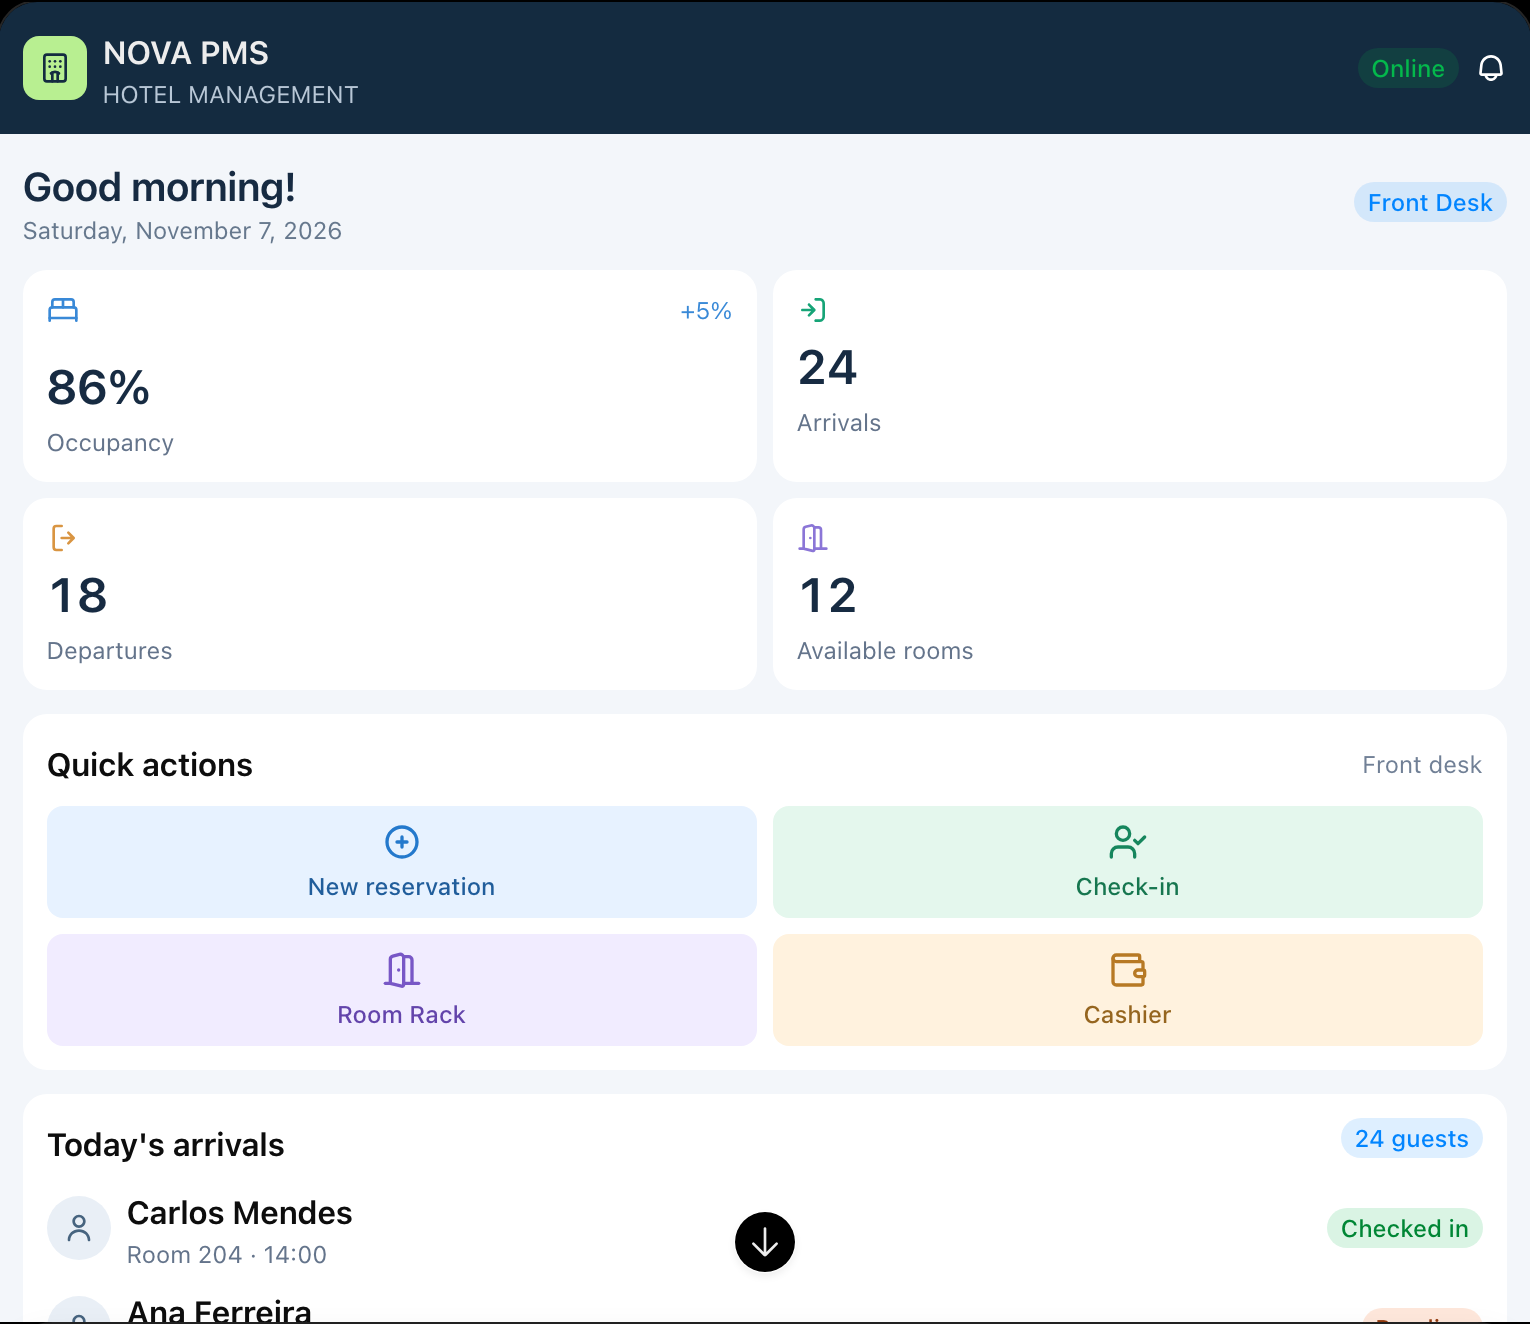 NOVA PMS
HOTEL MANAGEMENT
Online
Good morning!
Saturday, November 7, 2026
Front Desk
+5%
86%
Occupancy
24
Arrivals
18
Departures
12
Available rooms
Quick actions
Front desk
New reservation
Check-in
Room Rack
Cashier
Today's arrivals
24 guests
Carlos Mendes
Room 204 · 14:00
Checked in
Ana Ferreira